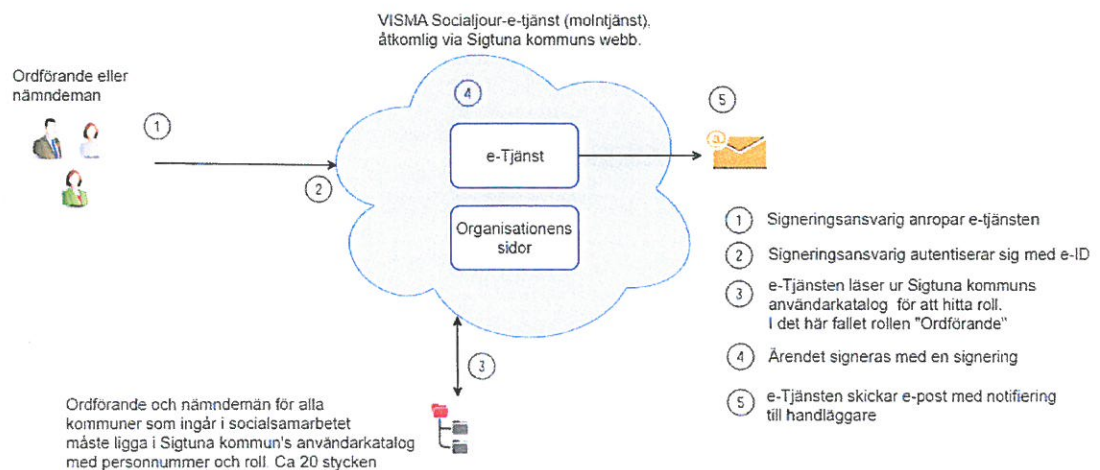 VISMA Socialjour-e-tjänst (molntjänst),
åtkomlig via Sigtuna kommuns webb.
Ordförande eller
nämndeman
1
2
4
e-Tjänst
Organisationens
sidor
5
a
3
1 Signeringsansvarig anropar e-tjänsten
2 Signeringsansvarig autentiserar sig med e-ID
3 e-Tjänsten läser ur Sigtuna kommuns
användarkatalog för att hitta roll.
I det här fallet rollen "Ordförande"
4 Ärendet signeras med en signering
5 e-Tjänsten skickar e-post med notifiering
till handläggare
Ordförande och nämndemän för alla
kommuner som ingår i socialsamarbetet
måste ligga i Sigtuna kommun's användarkatalog
med personnummer och roll. Ca 20 stycken